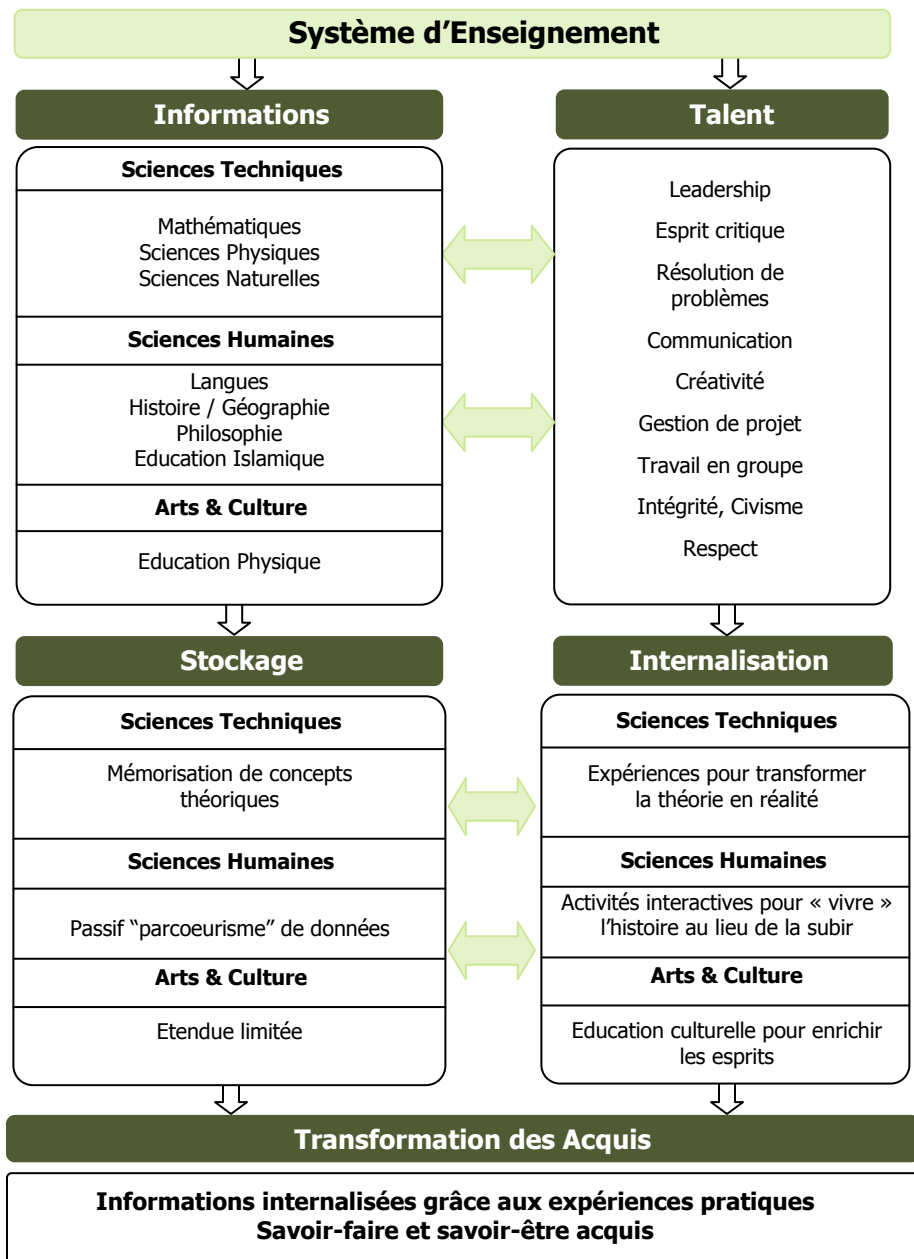 Système d’Enseignement
Informations
Sciences Techniques
Mathématiques
Sciences Physiques
Sciences Naturelles
Sciences Humaines
Langues
Histoire / Géographie
Philosophie
Education Islamique
Arts & Culture
Education Physique
Talent
Leadership
Esprit critique
Résolution de
problèmes
Communication
Créativité
Gestion de projet
Travail en groupe
Intégrité, Civisme
Respect
Stockage
Sciences Techniques
Mémorisation de concepts
théoriques
Sciences Humaines
Passif “parcoeurisme” de données
Arts & Culture
Etendue limitée
Internalisation
Sciences Techniques
Expériences pour transformer
la théorie en réalité
Sciences Humaines
Activités interactives pour « vivre »
l’histoire au lieu de la subir
Arts & Culture
Education culturelle pour enrichir
les esprits
Transformation des Acquis
Informations internalisées grâce aux expériences pratiques
Savoir-faire et savoir-être acquis